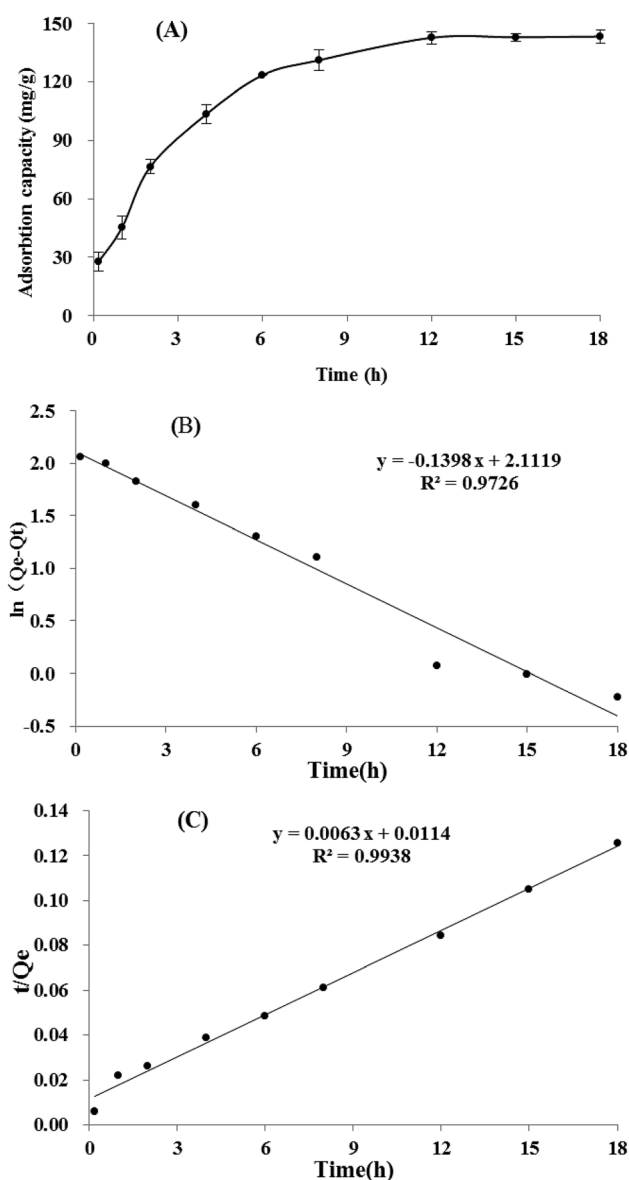 (A)
Adsorbtion capacity (mg/g)
150
120
90
60
30
0
0 3 6 9 12 15 18
Time (h)
(B)
y = -0.1398x + 2.1119
R² = 0.9726
ln（Qe-Qt)
2.5
2.0
1.5
1.0
0.5
0.0
-0.5
0 3 6 9 12 15 18
Time(h)
(C)
y = 0.0063x + 0.0114
R² = 0.9938
t/Qe
0.14
0.12
0.10
0.08
0.06
0.04
0.02
0.00
0 3 6 9 12 15 18
Time(h)